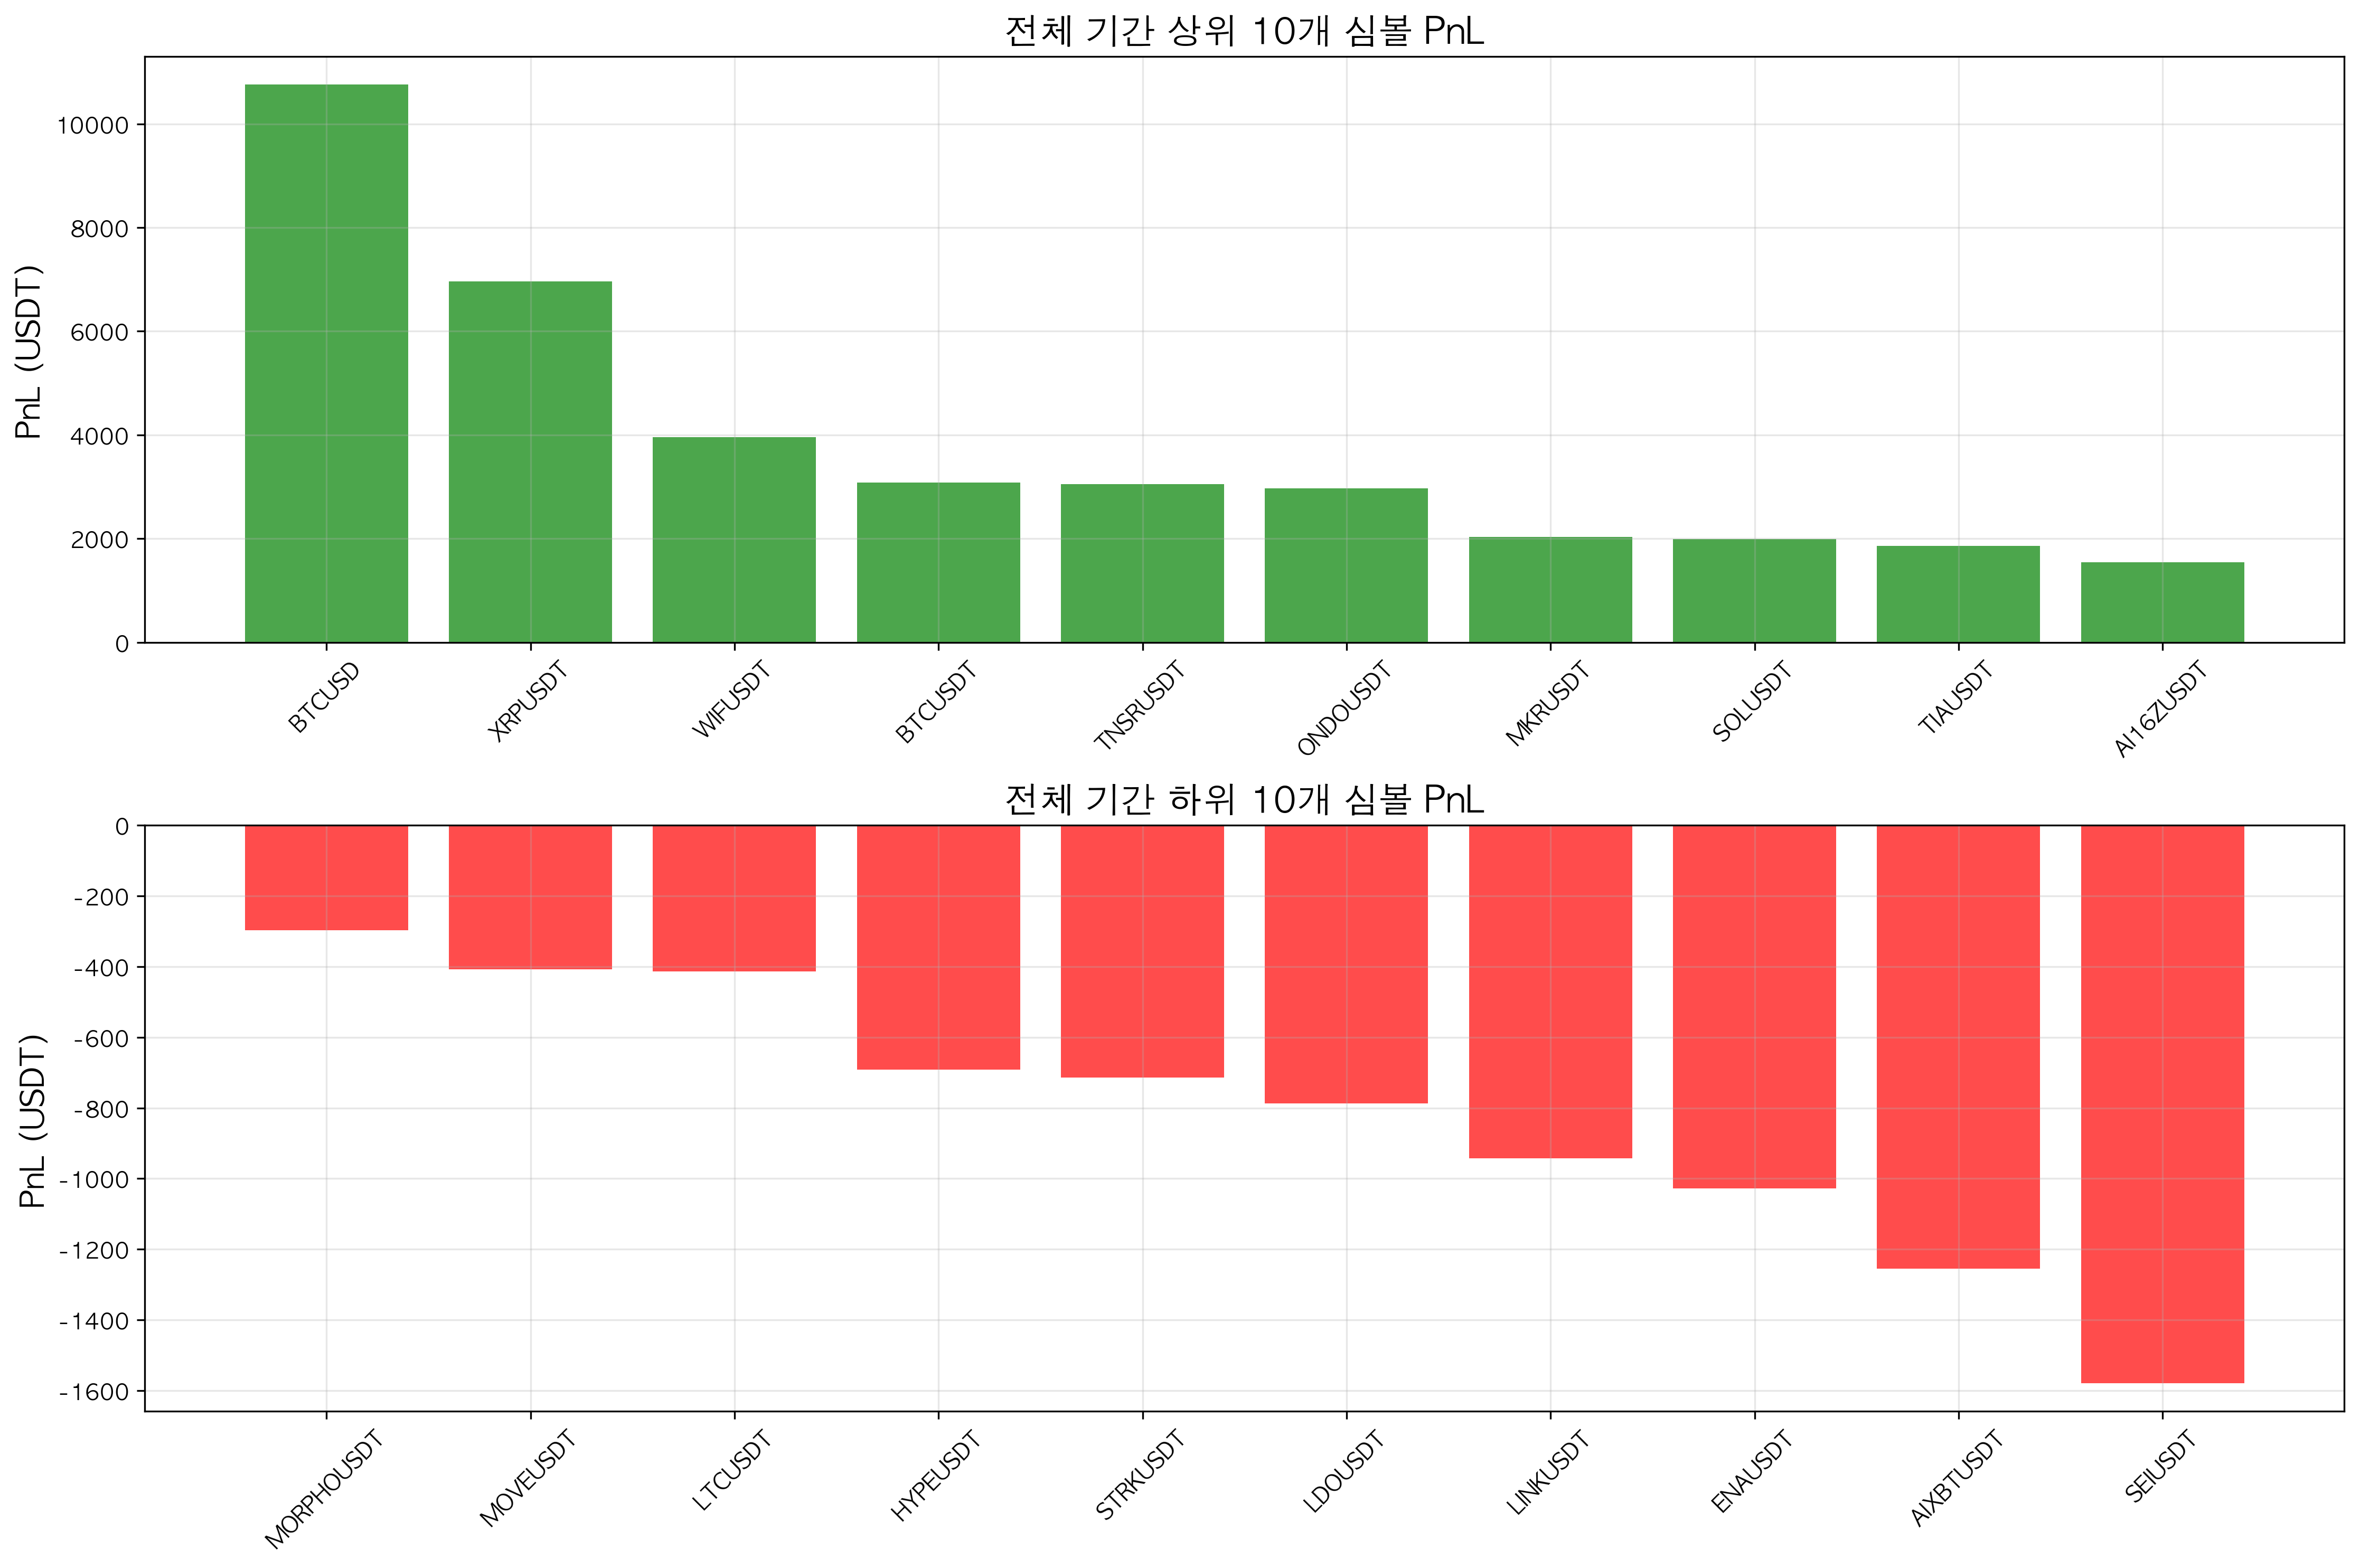 전체 기간 상위 10개 심볼 PnL
PnL (USDT)
10000
8000
6000
4000
2000
0
BTCUSD
XRPUSDT
WIFUSDT
BTCUSDT
TNSRUSDT
ONDOUSDT
MKRUSDT
SOLUSDT
TIAUSDT
AI16ZUSDT
전체 기간 하위 10개 심볼 PnL
PnL (USDT)
0
-200
-400
-600
-800
-1000
-1200
-1400
-1600
MORPHOUSDT
MOVEUSDT
LTCUSDT
HYPEUSDT
STRKUSDT
LDOUSDT
LINKUSDT
ENAUSDT
AIXBTUSDT
SEIUSDT